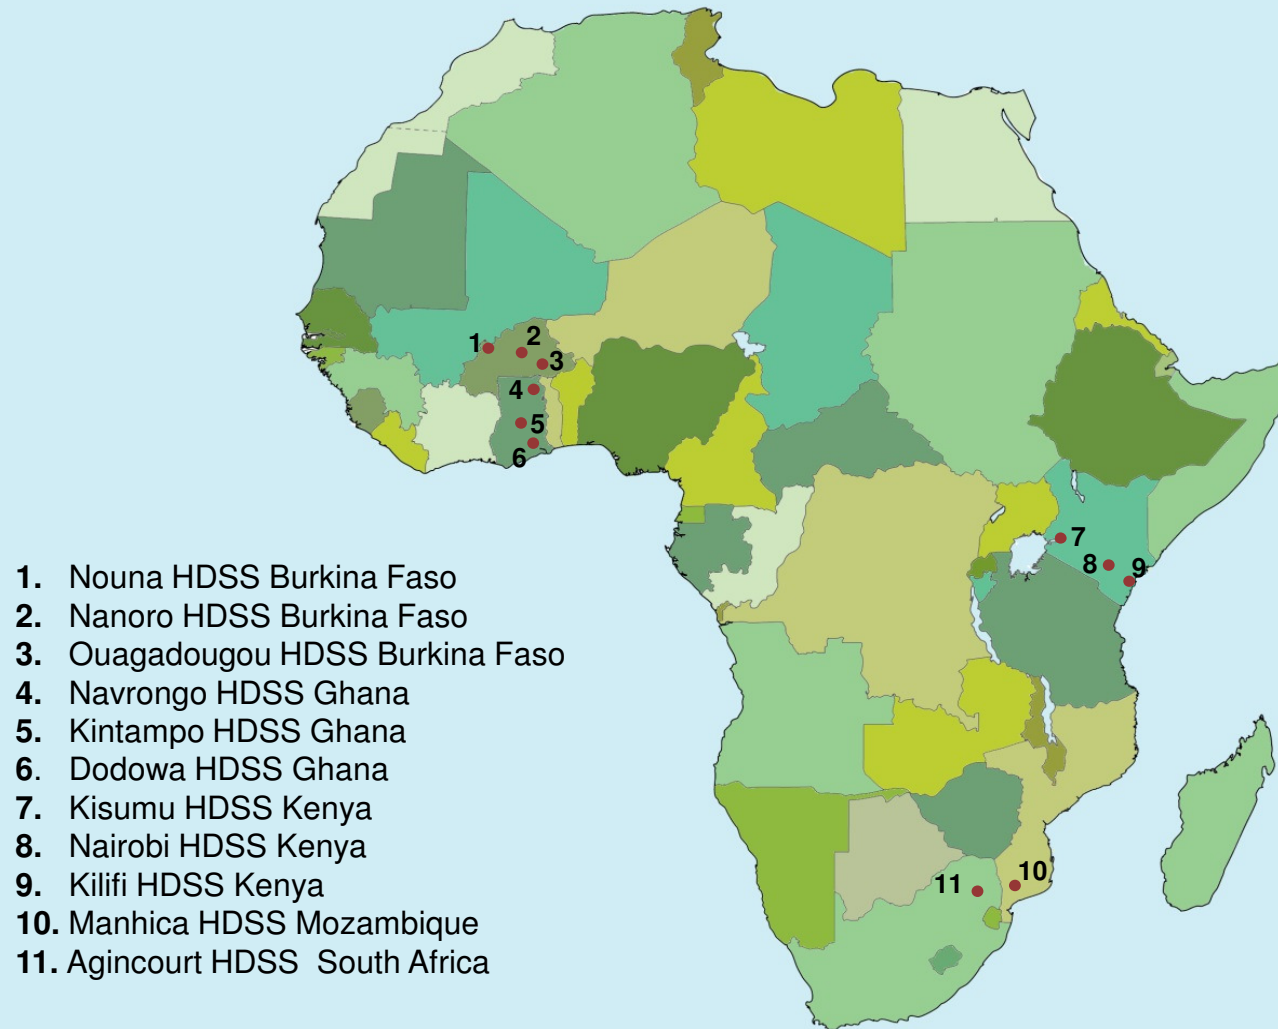 1
2
3
4
5
6
7
8
9
10
11
1. Nouna HDSS Burkina Faso
2. Nanoro HDSS Burkina Faso
3. Ouagadougou HDSS Burkina Faso
4. Navrongo HDSS Ghana
5. Kintampo HDSS Ghana
6. Dodowa HDSS Ghana
7. Kisumu HDSS Kenya
8. Nairobi HDSS Kenya
9. Kilifi HDSS Kenya
10. Manhica HDSS Mozambique
11. Agincourt HDSS South Africa